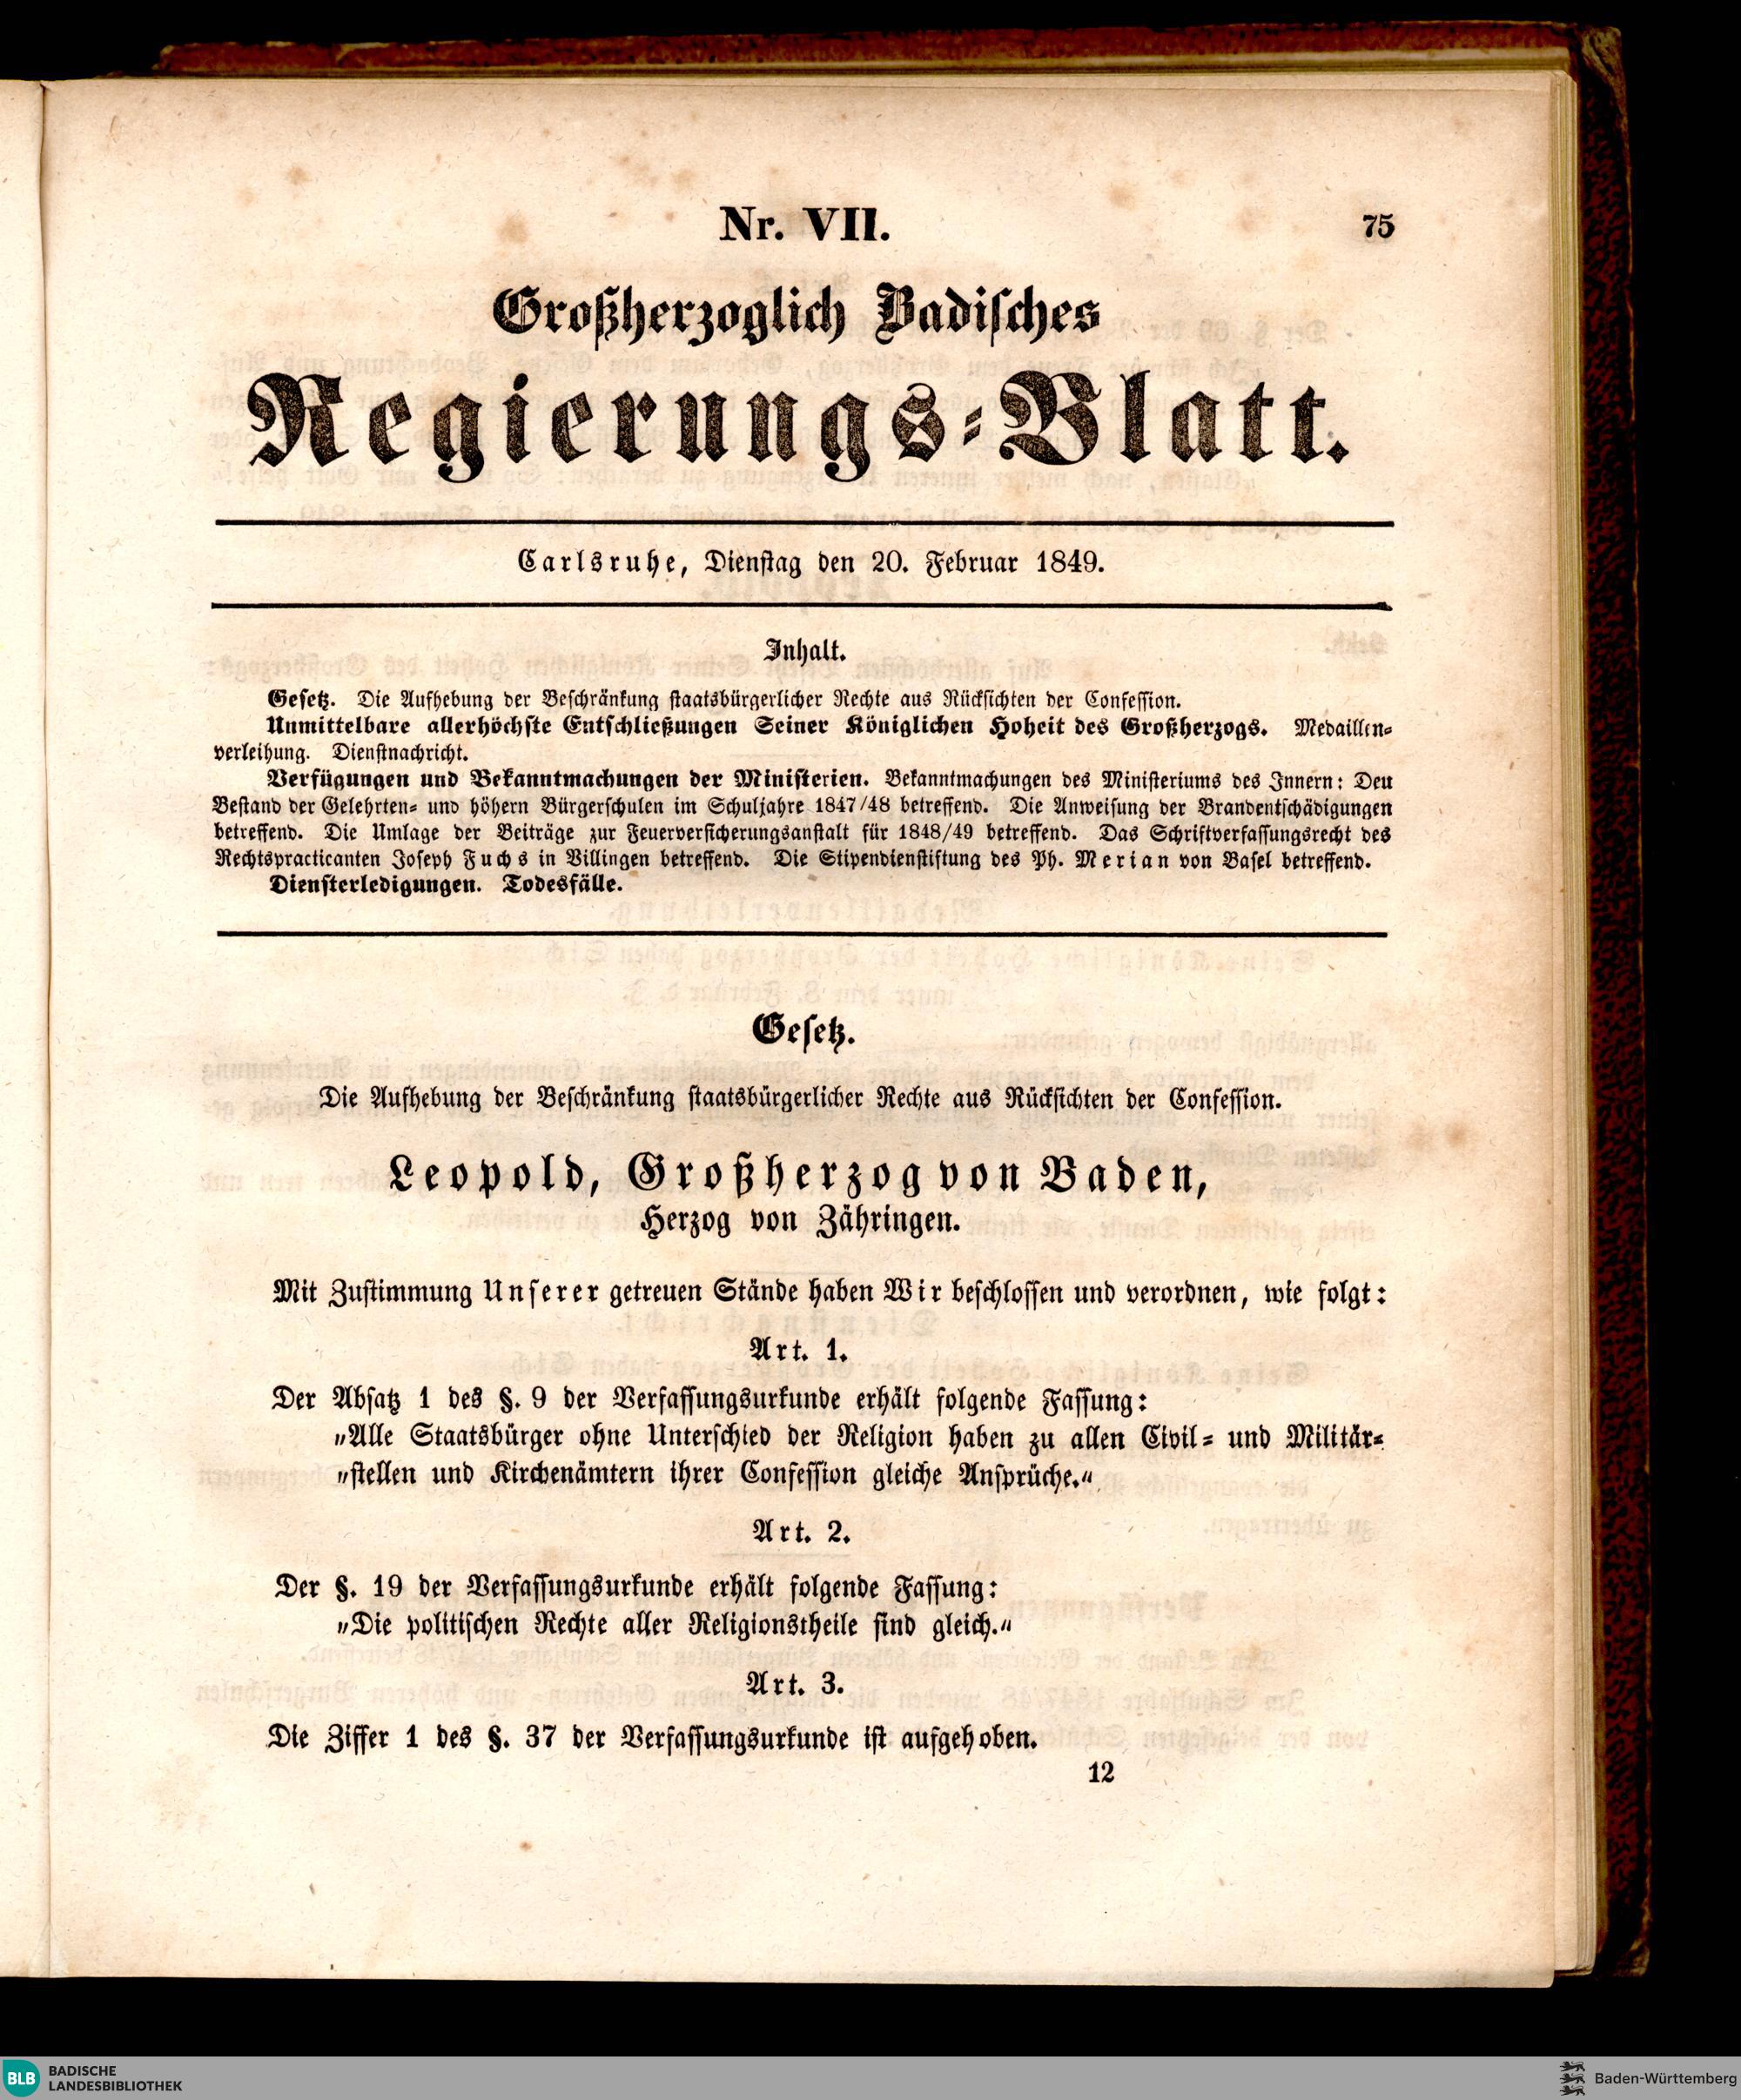 Nr. VII.
75
Großherzoglich Badisches
Regierungs-Blatt.
Carlsruhe, Dienstag den 20. Februar 1849.
Inhalt.
Gesetz. Die Aufhebung der Beschränkung staatsbürgerlicher Rechte aus Rücksichten der Confession.
Unmittelbare allerhöchste Entschließungen Seiner Königlichen Hoheit des Großherzogs. Medaillen-
verleihung. Dienstnachricht.
Verfügungen und Bekanntmachungen der Ministerien. Bekanntmachungen des Ministeriums des Innern: Den
Bestand der Gelehrten- und höhern Bürgerschulen im Schuljahre 1847/48 betreffend. Die Anweisung der Brandentschädigungen
betreffend. Die Umlage der Beiträge zur Feuerversicherungsanstalt für 1848/49 betreffend. Das Schriftverfassungsrecht des
Rechtspracticanten Joseph Fuchs in Villingen betreffend. Die Stipendienstiftung des Ph. Merian von Basel betreffend.
Diensterledigungen. Todesfälle.
Gesetz.
Die Aufhebung der Beschränkung staatsbürgerlicher Rechte aus Rücksichten der Confession.
Leopold, Großherzog von Baden,
Herzog von Zähringen.
Mit Zustimmung Unserer getreuen Stände haben Wir beschlossen und verordnen, wie folgt:
Art. 1.
Der Absatz 1 des §. 9 der Verfassungsurkunde erhält folgende Fassung:
„Alle Staatsbürger ohne Unterschied der Religion haben zu allen Civil- und Militär-
„stellen und Kirchenämtern ihrer Confession gleiche Ansprüche.“
Art. 2.
Der §. 19 der Verfassungsurkunde erhält folgende Fassung:
„Die politischen Rechte aller Religionstheile sind gleich.“
Art. 3.
Die Ziffer 1 des §. 37 der Verfassungsurkunde ist aufgehoben.
12
BLB BADISCHE
LANDESBIBLIOTHEK
Baden-Württemberg